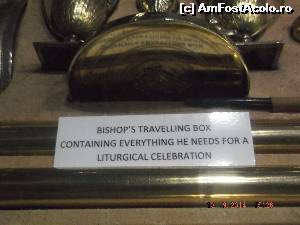 [c] AmFostAcolo.ro
BISHOP'S TRAVELLING BOX
CONTAINING EVERYTHING HE NEEDS FOR A
LITURGICAL CELEBRATION